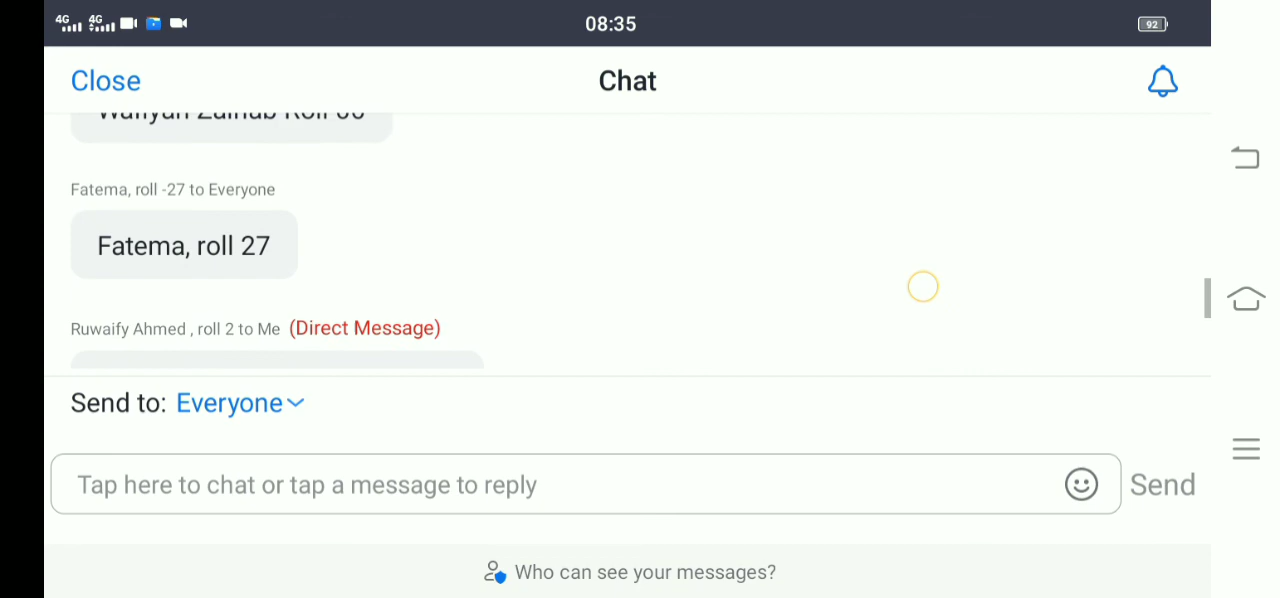 4G 4G 08:35 92
Close Chat
Fatema, roll -27 to Everyone
Fatema, roll 27
Ruwaify Ahmed , roll 2 to Me (Direct Message)
Send to: Everyone
Tap here to chat or tap a message to reply Send
Who can see your messages?